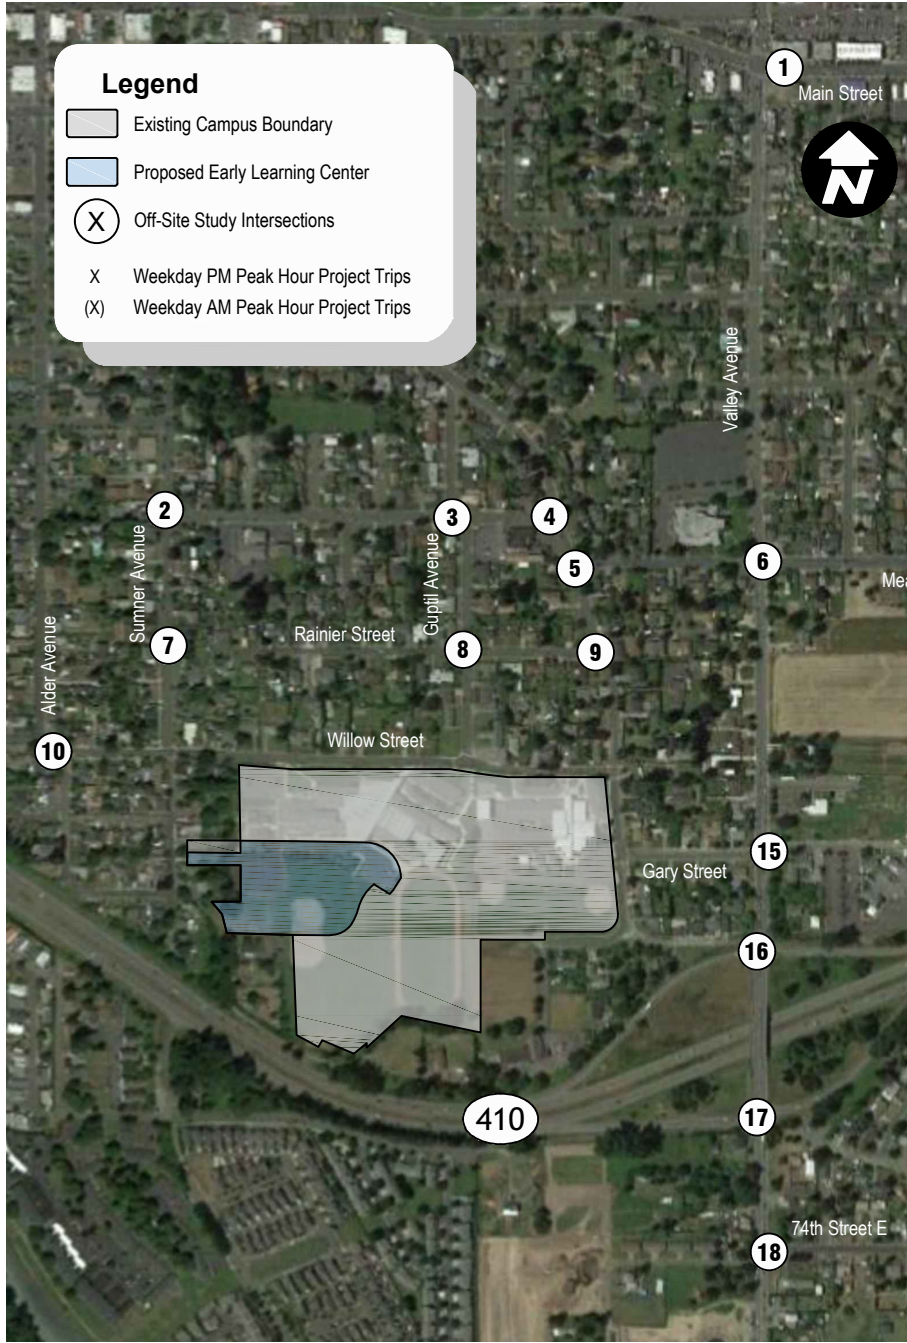 Legend
Existing Campus Boundary
Proposed Early Learning Center
X Off-Site Study Intersections
X Weekday PM Peak Hour Project Trips
(X) Weekday AM Peak Hour Project Trips
1
Main Street
N
Valley Avenue
2
3
4
5
6
Sumner Avenue
Guptil Avenue
Mea
Alder Avenue
7
Rainier Street
8
9
10
Willow Street
15
Gary Street
16
410
17
74th Street E
18